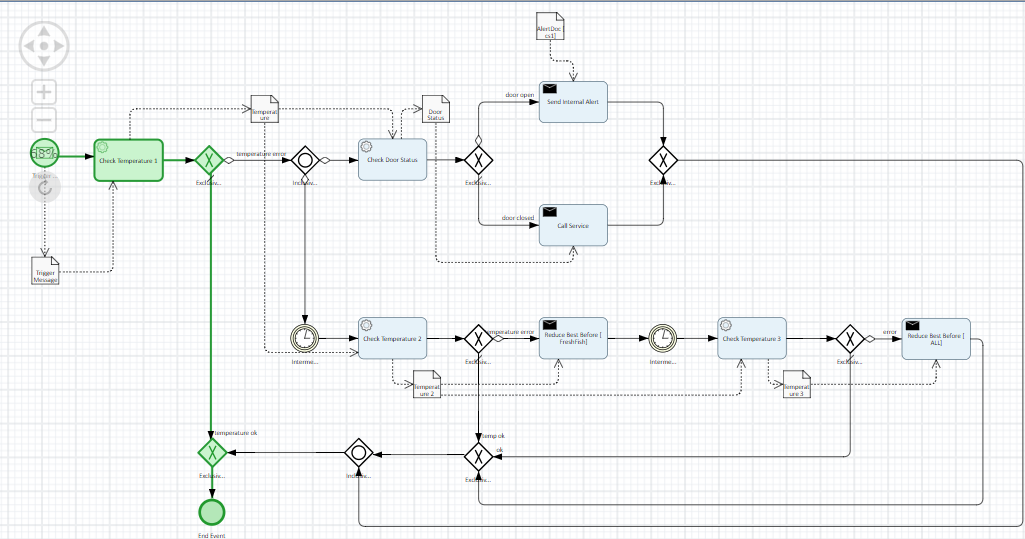 AlertDoc [
cs1]
door open
Send Internal Alert
Temperat
ure
Door
Status
temperature error
Check Temperature 1
Check Door Status
Exclusiv...
Inclusiv...
Exclusiv...
Exclusiv...
door closed
Call Service
Trigger
Message
Check Temperature 2
mperature error
Reduce Best Before [
FreshFish]
Check Temperature 3
error
Reduce Best Before [
ALL]
Interme...
Exclusiv...
Interme...
Exclusiv...
Temperat
ure 2
Temperat
ure 3
temperature ok
temp ok
ok
Exclusiv...
Inclusiv...
Exclusiv...
End Event